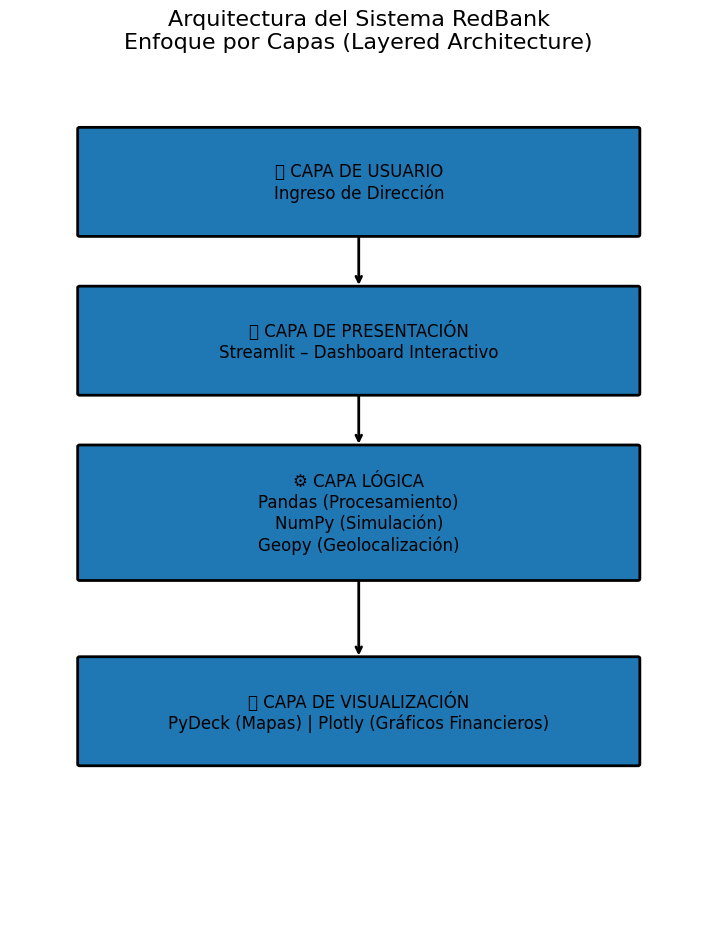 Arquitectura del Sistema RedBank
Enfoque por Capas (Layered Architecture)
▯ CAPA DE USUARIO
Ingreso de Dirección
▯ CAPA DE PRESENTACIÓN
Streamlit – Dashboard Interactivo
⚙ CAPA LÓGICA
Pandas (Procesamiento)
NumPy (Simulación)
Geopy (Geolocalización)
▯ CAPA DE VISUALIZACIÓN
PyDeck (Mapas) | Plotly (Gráficos Financieros)